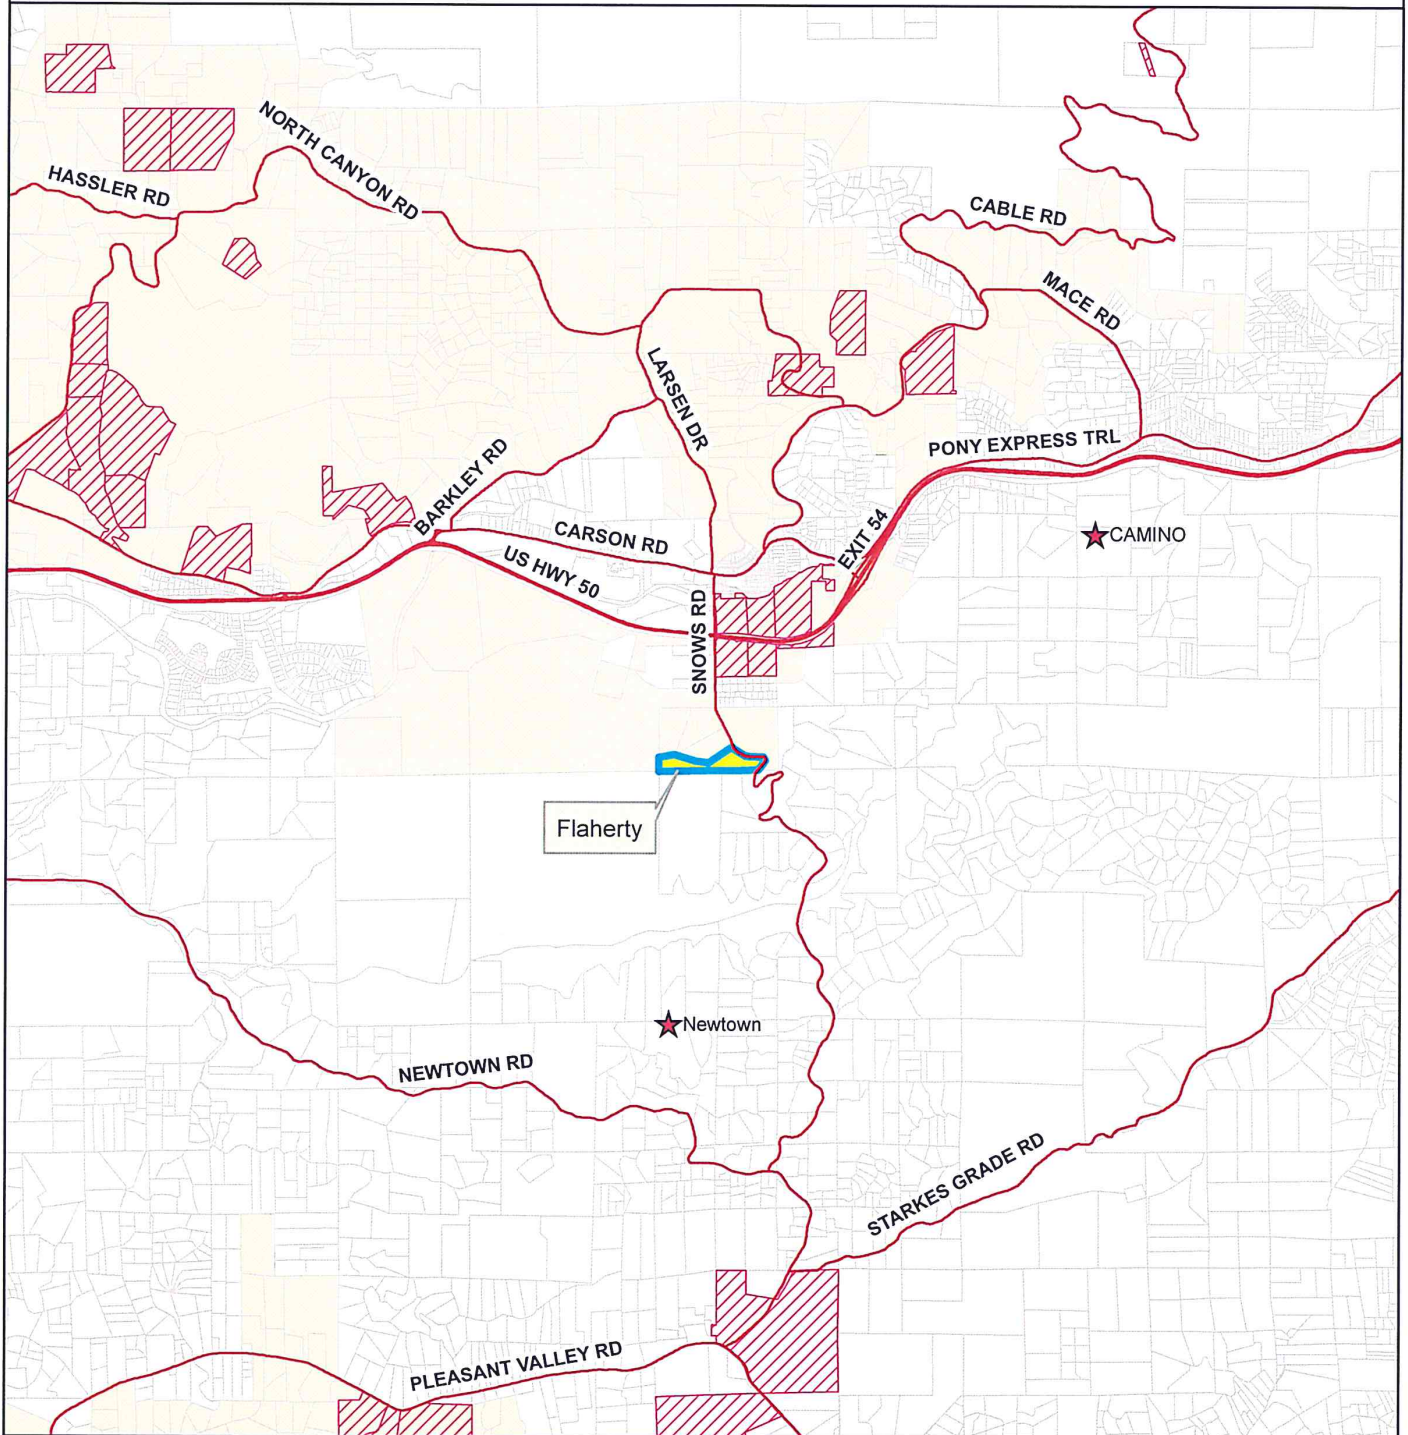 NORTH CANYON RD
HASSLER RD
CABLE RD
MACE RD
LARSEN DR
PONY EXPRESS TRL
BARKLEY RD
CARSON RD
EXIT 54
CAMINO
US HWY 50
SNOWS RD
Flaherty
Newtown
NEWTOWN RD
STARKES GRADE RD
PLEASANT VALLEY RD